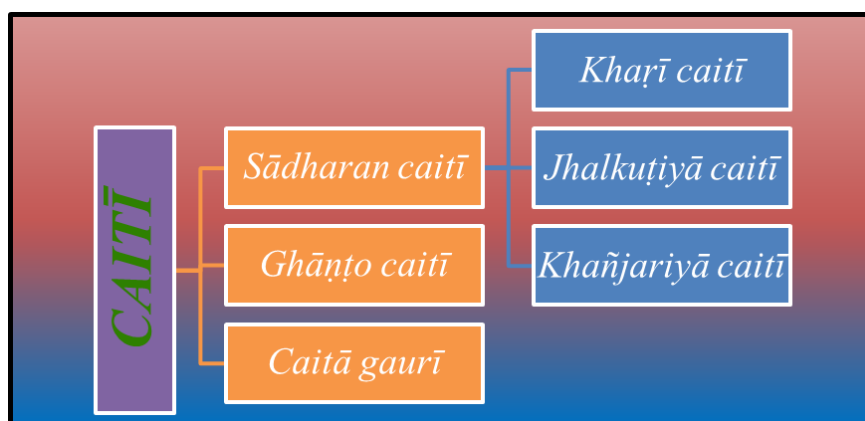 CAITĪ
Sādharan caitī
Ghāṇṭo caitī
Caitā gaurī
Khaṛī caitī
Jhalkuṭiyā caitī
Khañjariyā caitī